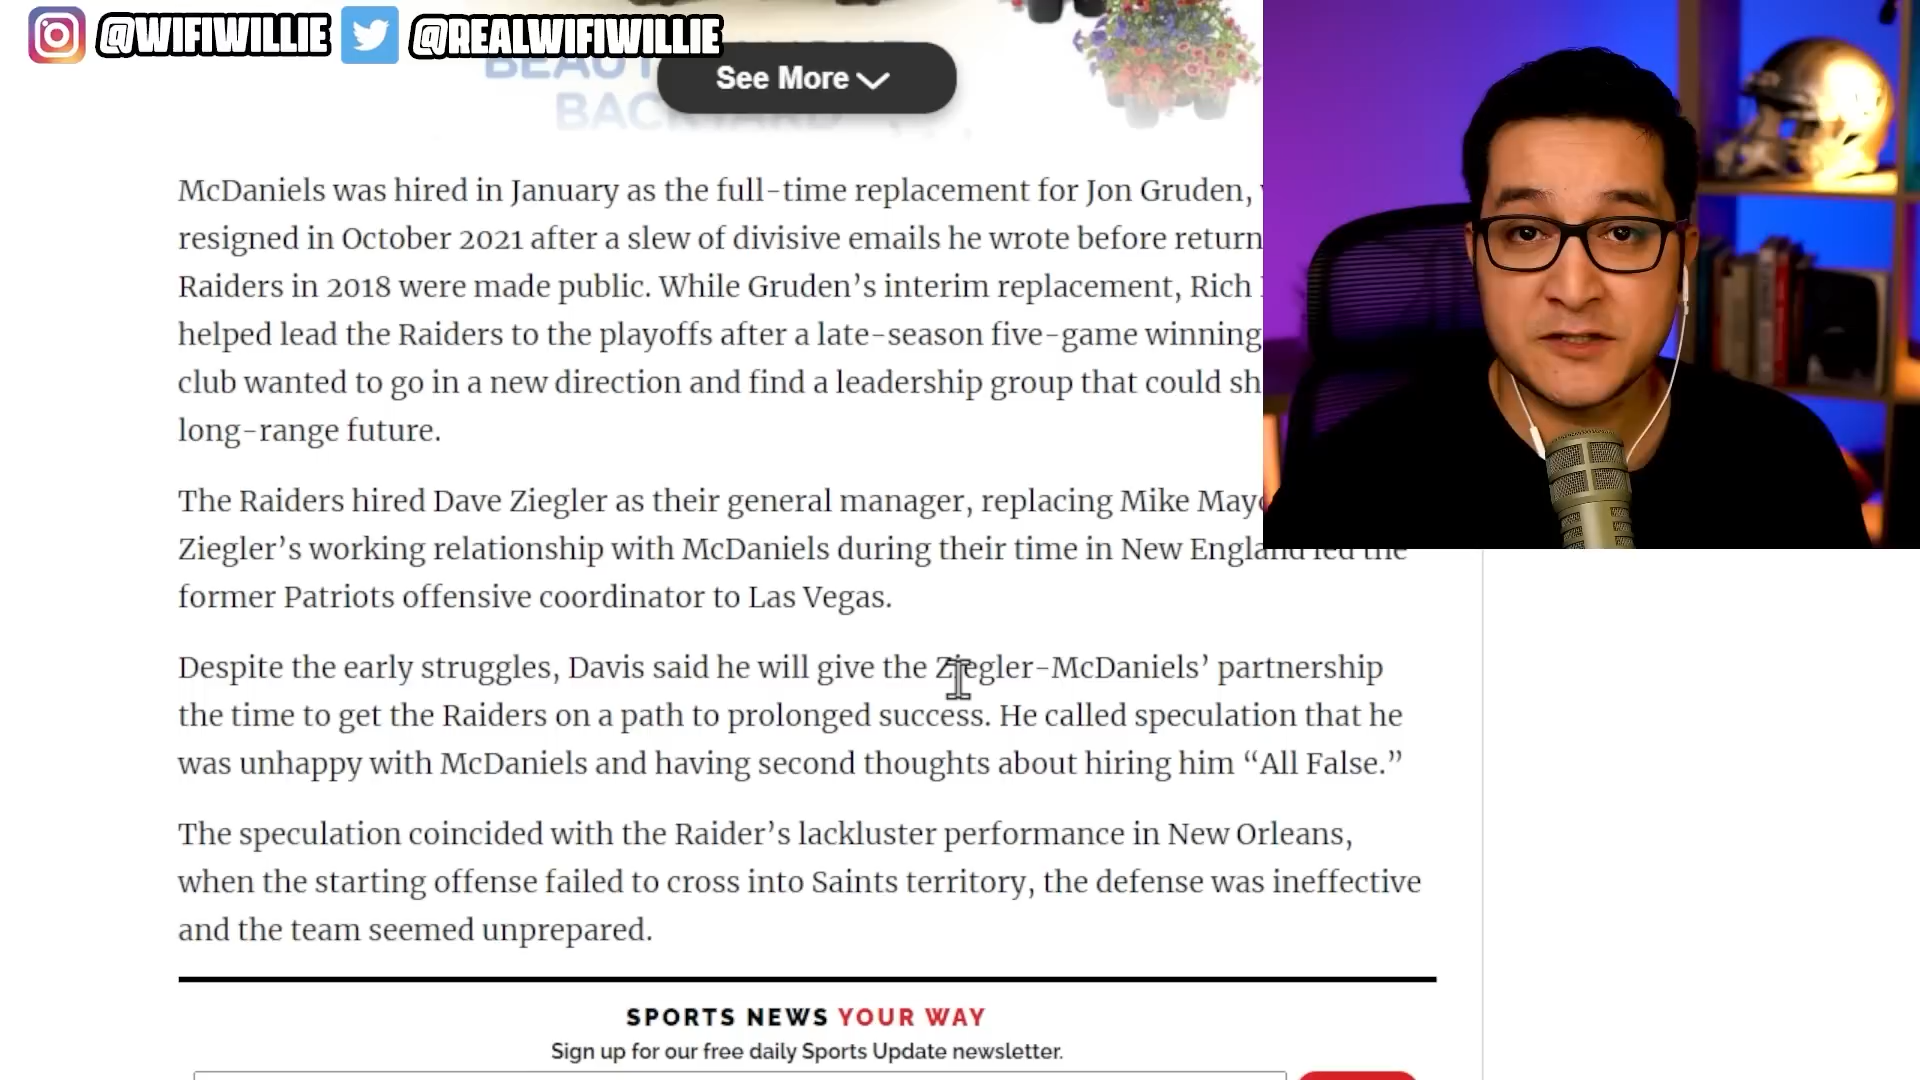 @WIFIWILLIE @REALWIFIWILLIE
See More
McDaniels was hired in January as the full-time replacement for Jon Gruden,
resigned in October 2021 after a slew of divisive emails he wrote before return
Raiders in 2018 were made public. While Gruden’s interim replacement, Rich
helped lead the Raiders to the playoffs after a late-season five-game winning
club wanted to go in a new direction and find a leadership group that could sh
long-range future.
The Raiders hired Dave Ziegler as their general manager, replacing Mike Mayo
Ziegler’s working relationship with McDaniels during their time in New England led the
former Patriots offensive coordinator to Las Vegas.
Despite the early struggles, Davis said he will give the Ziegler-McDaniels’ partnership
the time to get the Raiders on a path to prolonged success. He called speculation that he
was unhappy with McDaniels and having second thoughts about hiring him “All False.”
The speculation coincided with the Raider’s lackluster performance in New Orleans,
when the starting offense failed to cross into Saints territory, the defense was ineffective
and the team seemed unprepared.
SPORTS NEWS YOUR WAY
Sign up for our free daily Sports Update newsletter.